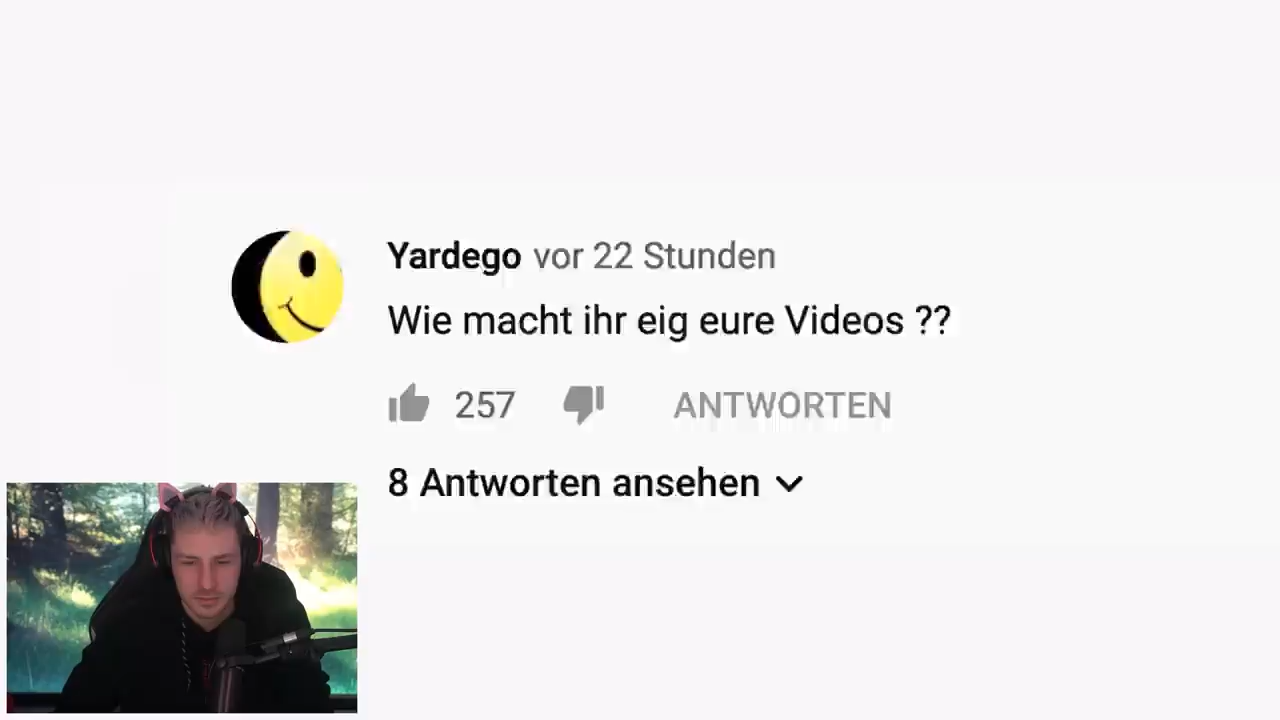 Yardego vor 22 Stunden
Wie macht ihr eig eure Videos ??
257 ANTWORTEN
8 Antworten ansehen